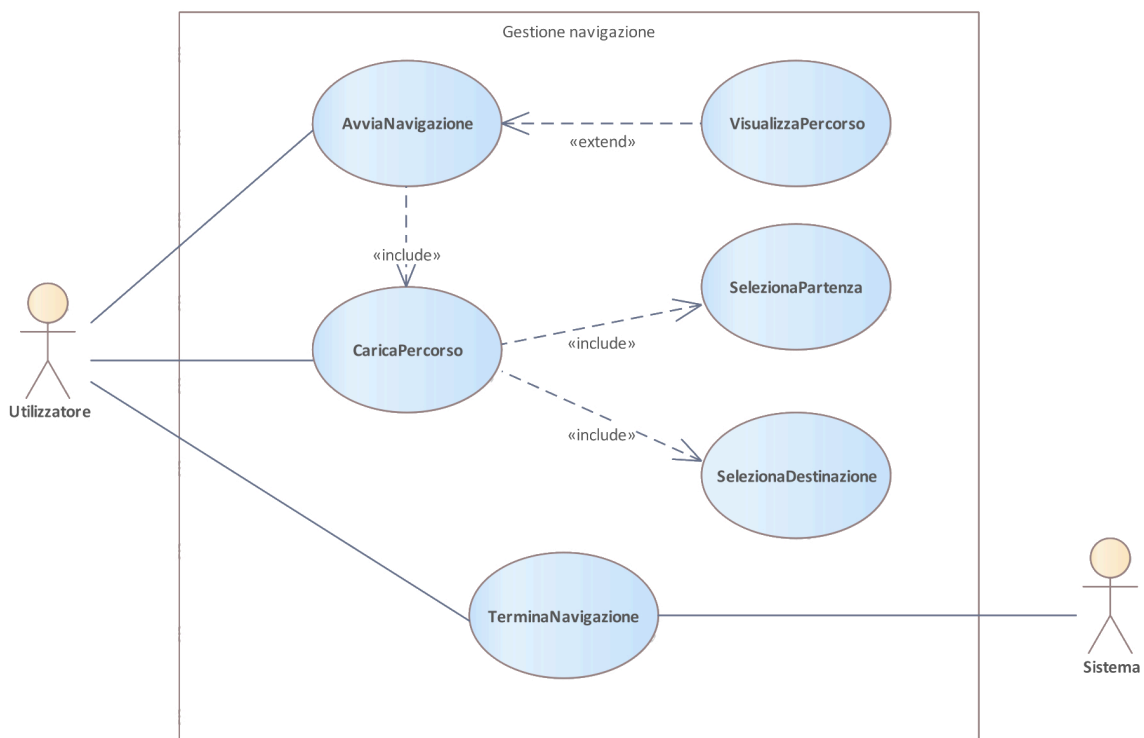 Gestione navigazione
AvviaNavigazione
«extend»
VisualizzaPercorso
«include»
CaricaPercorso
«include»
SelezionaPartenza
«include»
SelezionaDestinazione
Utilizzatore
TerminaNavigazione
Sistema